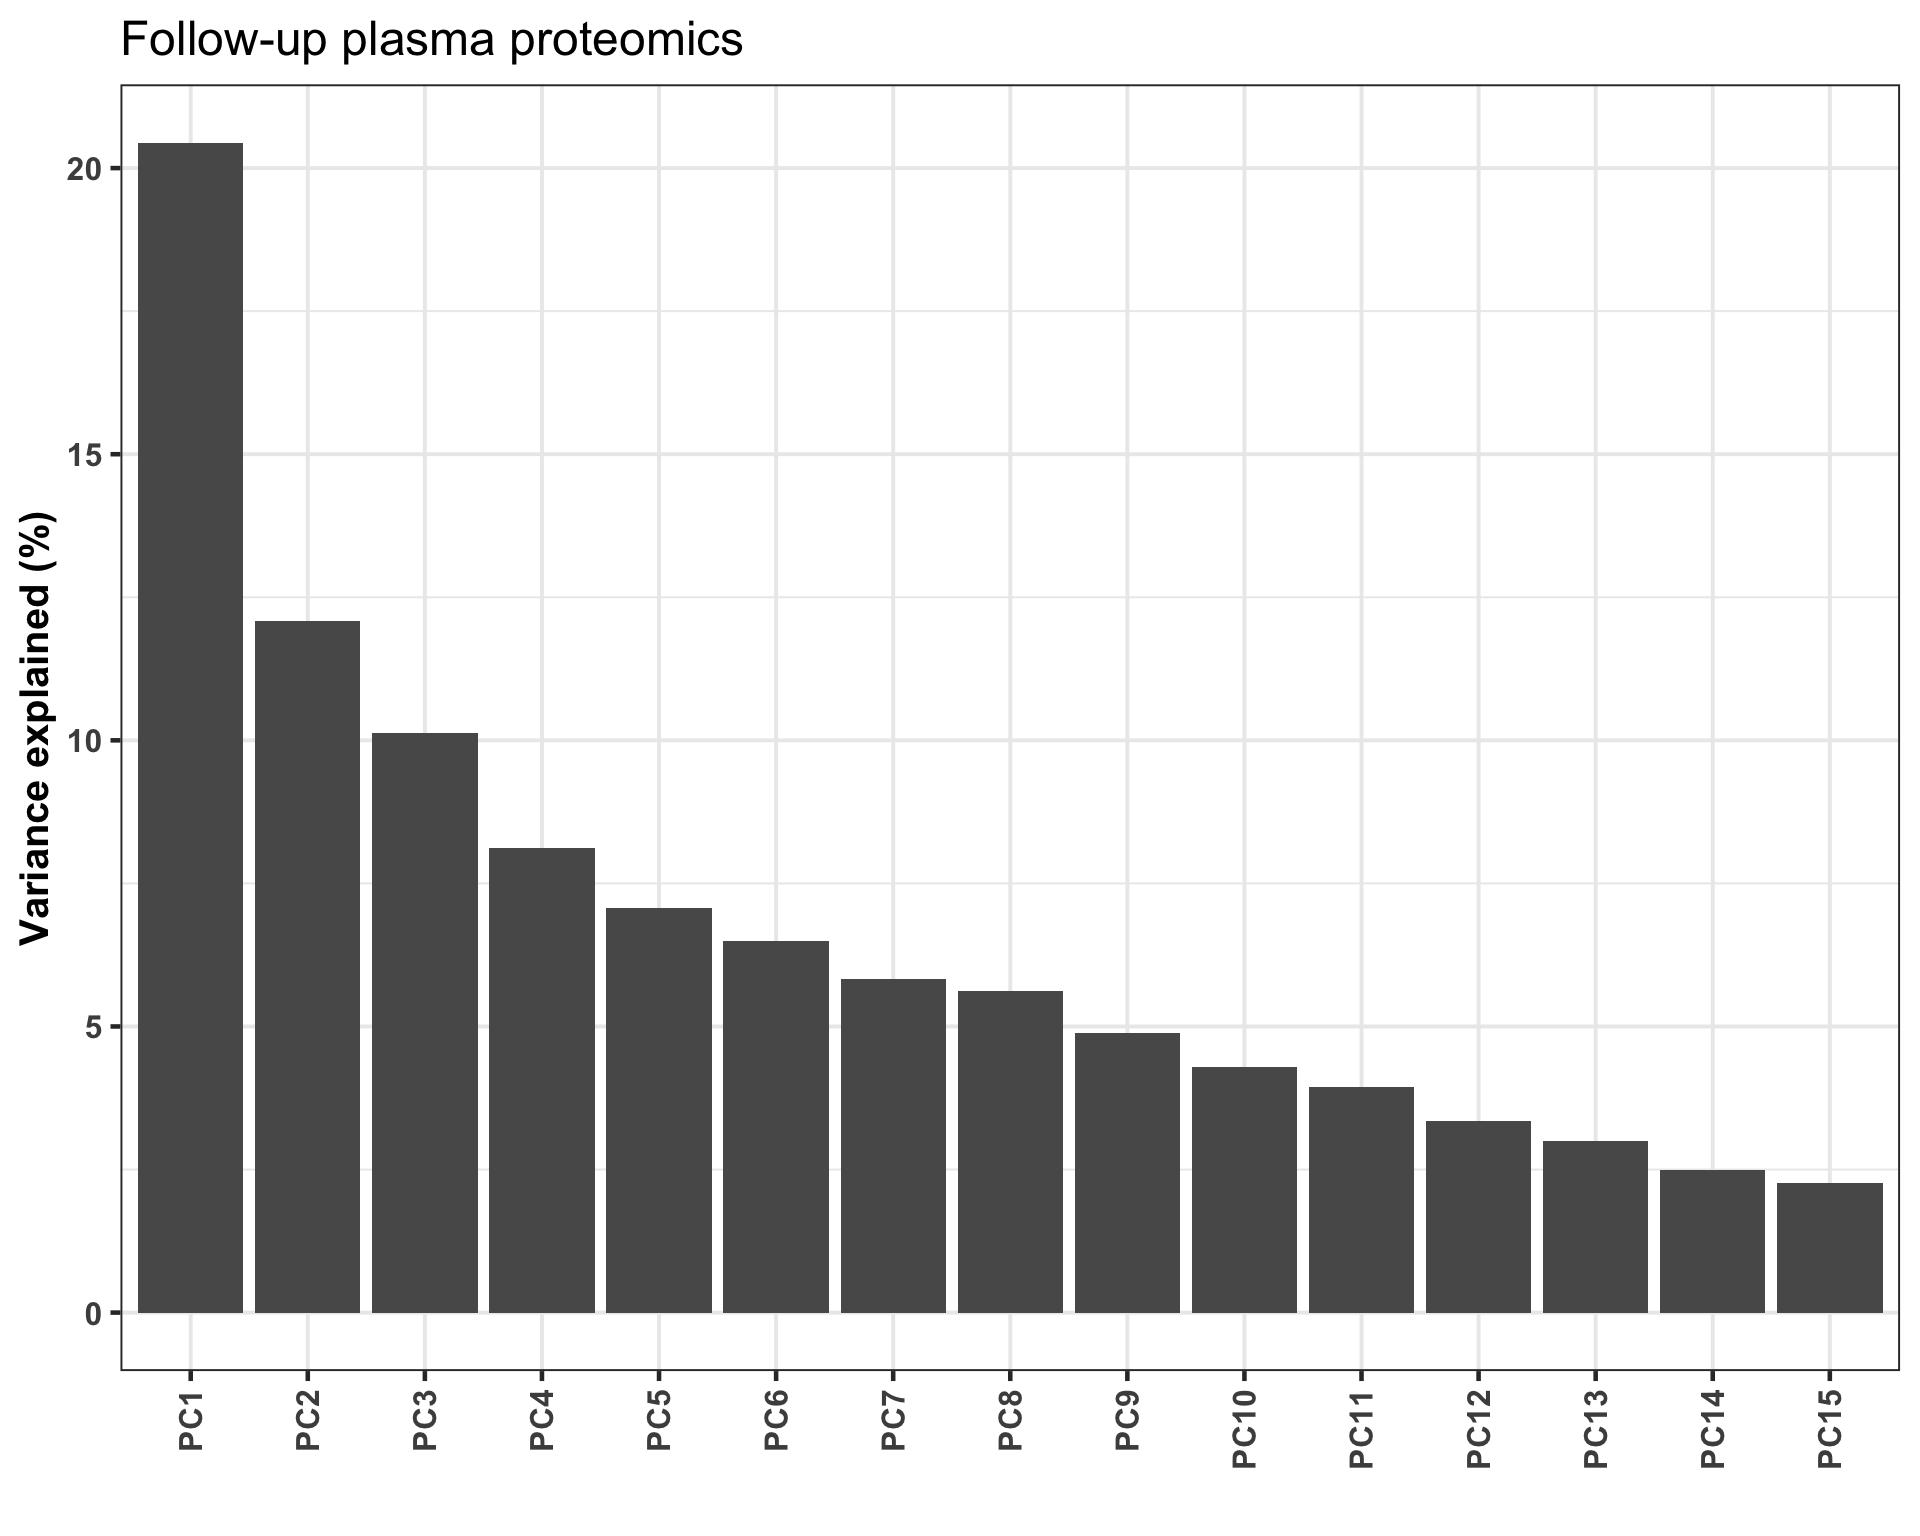 Follow-up plasma proteomics
Variance explained (%)
20
15
10
5
0
PC1
PC2
PC3
PC4
PC5
PC6
PC7
PC8
PC9
PC10
PC11
PC12
PC13
PC14
PC15